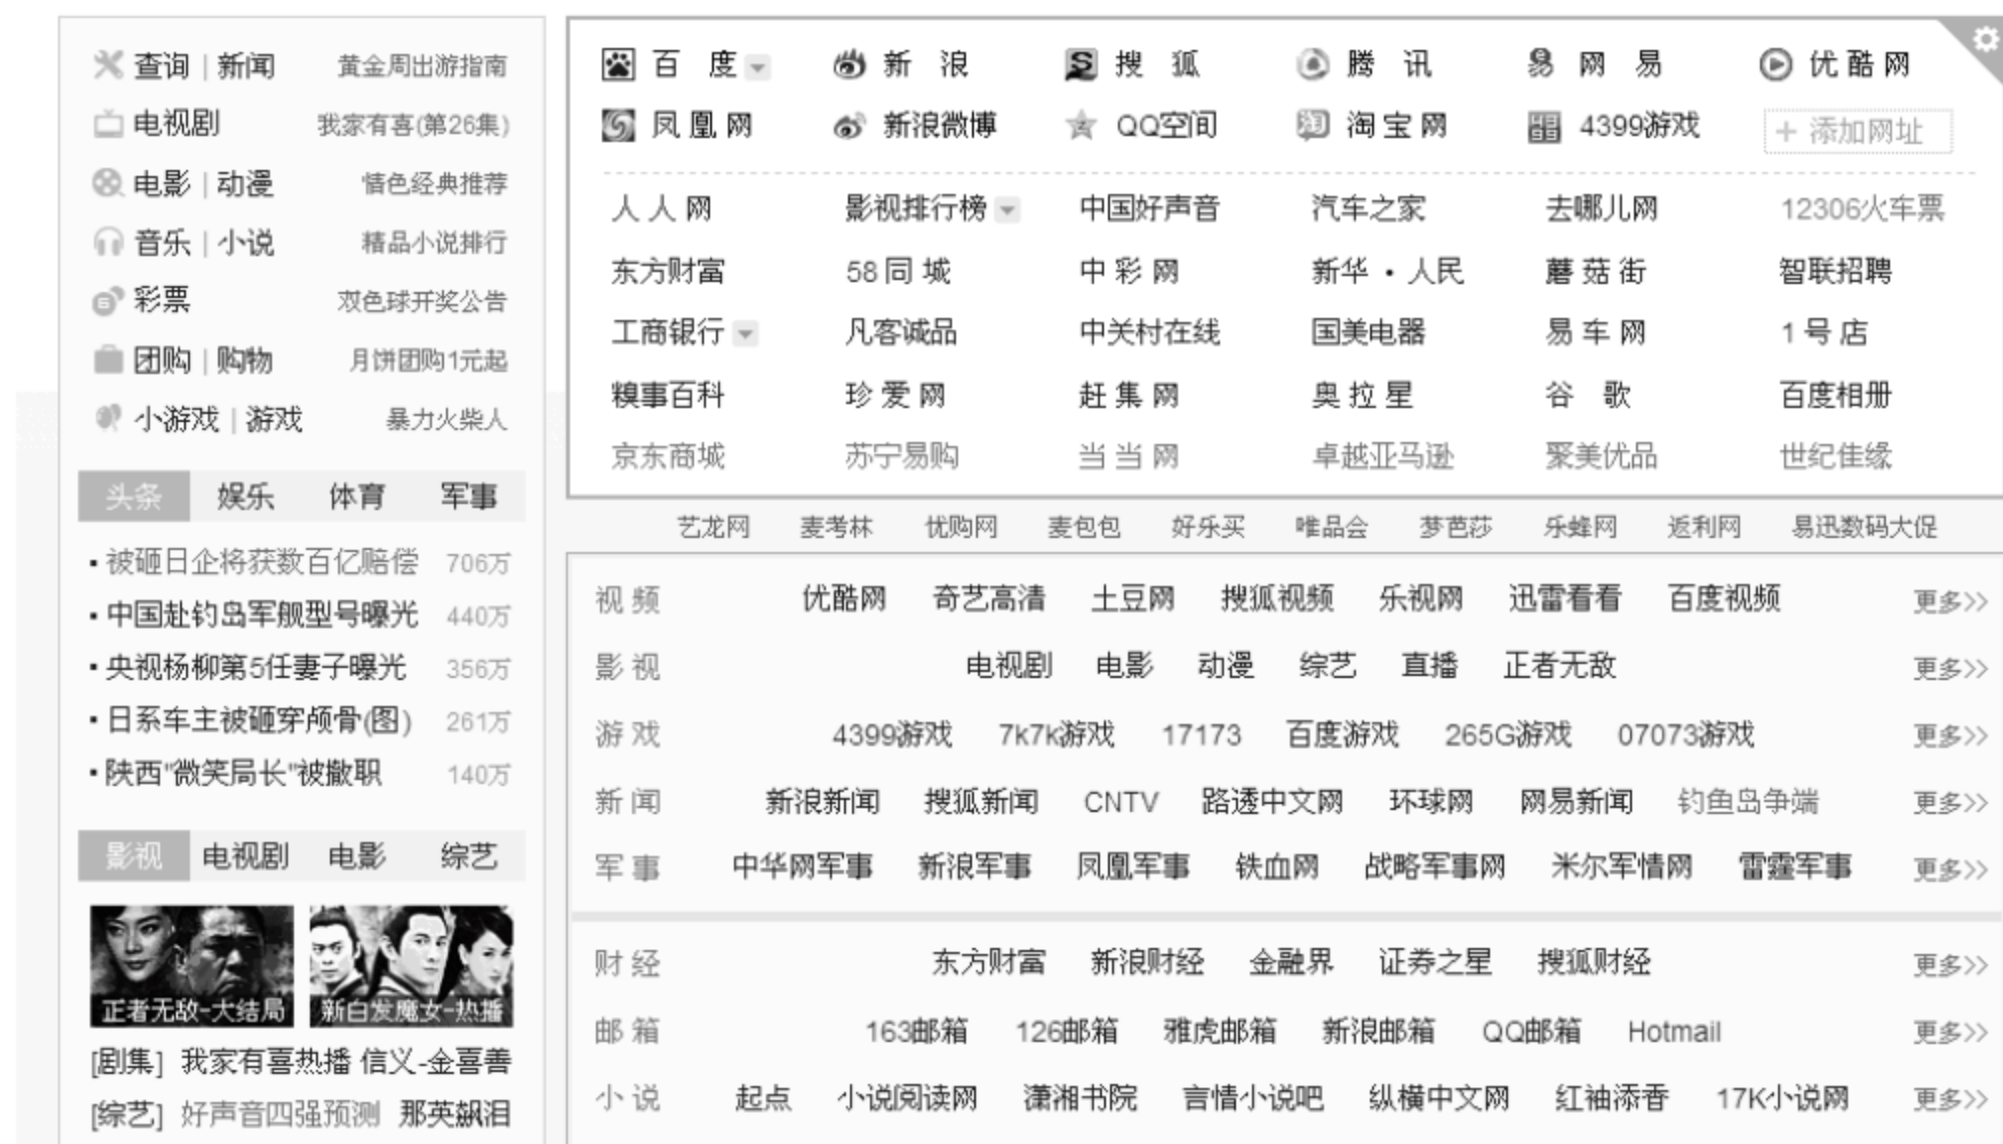 查询 | 新闻 黄金周出游指南
电视剧 我家有喜(第26集)
电影 | 动漫 情色经典推荐
音乐 | 小说 精品小说排行
彩票 双色球开奖公告
团购 | 购物 月饼团购1元起
小游戏 | 游戏 暴力火柴人
头条 娱乐 体育 军事
被砸日企将获数百亿赔偿 706万
中国赴钓岛军舰型号曝光 440万
央视杨柳第5任妻子曝光 356万
日系车主被砸穿颅骨(图) 261万
陕西"微笑局长"被撤职 140万
影视 电视剧 电影 综艺
正者无敌-大结局 新白发魔女-热播
[剧集] 我家有喜热播 信义-金喜善
[综艺] 好声音四强预测 那英飙泪
百 度 新 浪 搜 狐 腾 讯 网 易 优酷网
凤凰网 新浪微博 QQ空间 淘宝网 4399游戏 + 添加网址
人人网 影视排行榜 中国好声音 汽车之家 去哪儿网 12306火车票
东方财富 58同城 中彩网 新华·人民 蘑菇街 智联招聘
工商银行 凡客诚品 中关村在线 国美电器 易车网 1号店
糗事百科 珍爱网 赶集网 奥拉星 谷 歌 百度相册
京东商城 苏宁易购 当当网 卓越亚马逊 聚美优品 世纪佳缘
艺龙网 麦考林 优购网 麦包包 好乐买 唯品会 梦芭莎 乐蜂网 返利网 易迅数码大促
视频 优酷网 奇艺高清 土豆网 搜狐视频 乐视网 迅雷看看 百度视频 更多>>
影视 电视剧 电影 动漫 综艺 直播 正者无敌 更多>>
游戏 4399游戏 7k7k游戏 17173 百度游戏 265G游戏 07073游戏 更多>>
新闻 新浪新闻 搜狐新闻 CNTV 路透中文网 环球网 网易新闻 钓鱼岛争端 更多>>
军事 中华网军事 新浪军事 凤凰军事 铁血网 战略军事网 米尔军情网 雷霆军事 更多>>
财经 东方财富 新浪财经 金融界 证券之星 搜狐财经 更多>>
邮箱 163邮箱 126邮箱 雅虎邮箱 新浪邮箱 QQ邮箱 Hotmail 更多>>
小说 起点 小说阅读网 潇湘书院 言情小说吧 纵横中文网 红袖添香 17K小说网 更多>>